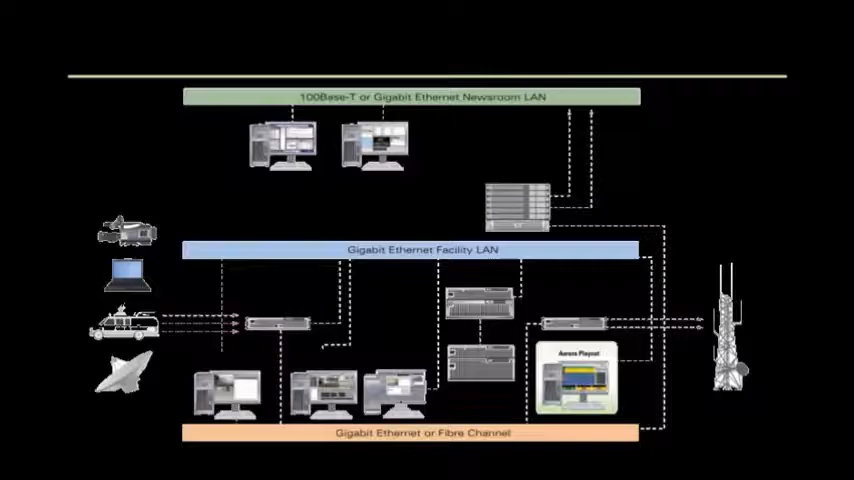 100Base-T or Gigabit Ethernet Newsroom LAN
Gigabit Ethernet Facility LAN
Aurora Playout
Gigabit Ethernet or Fibre Channel